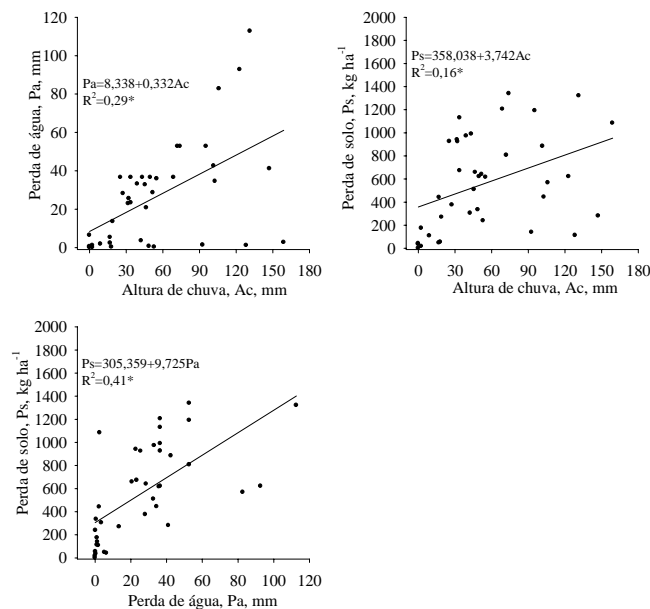 120
100
80
60
40
20
0
Perda de água, Pa, mm
Pa=8,338+0,332Ac
R²=0,29*
0 30 60 90 120 150 180
Altura de chuva, Ac, mm
2000
1800
1600
1400
1200
1000
800
600
400
200
0
Perda de solo, Ps, kg ha⁻¹
Ps=358,038+3,742Ac
R²=0,16*
0 30 60 90 120 150 180
Altura de chuva, Ac, mm
2000
1800
1600
1400
1200
1000
800
600
400
200
0
Perda de solo, Ps, kg ha⁻¹
Ps=305,359+9,725Pa
R²=0,41*
0 20 40 60 80 100 120
Perda de água, Pa, mm